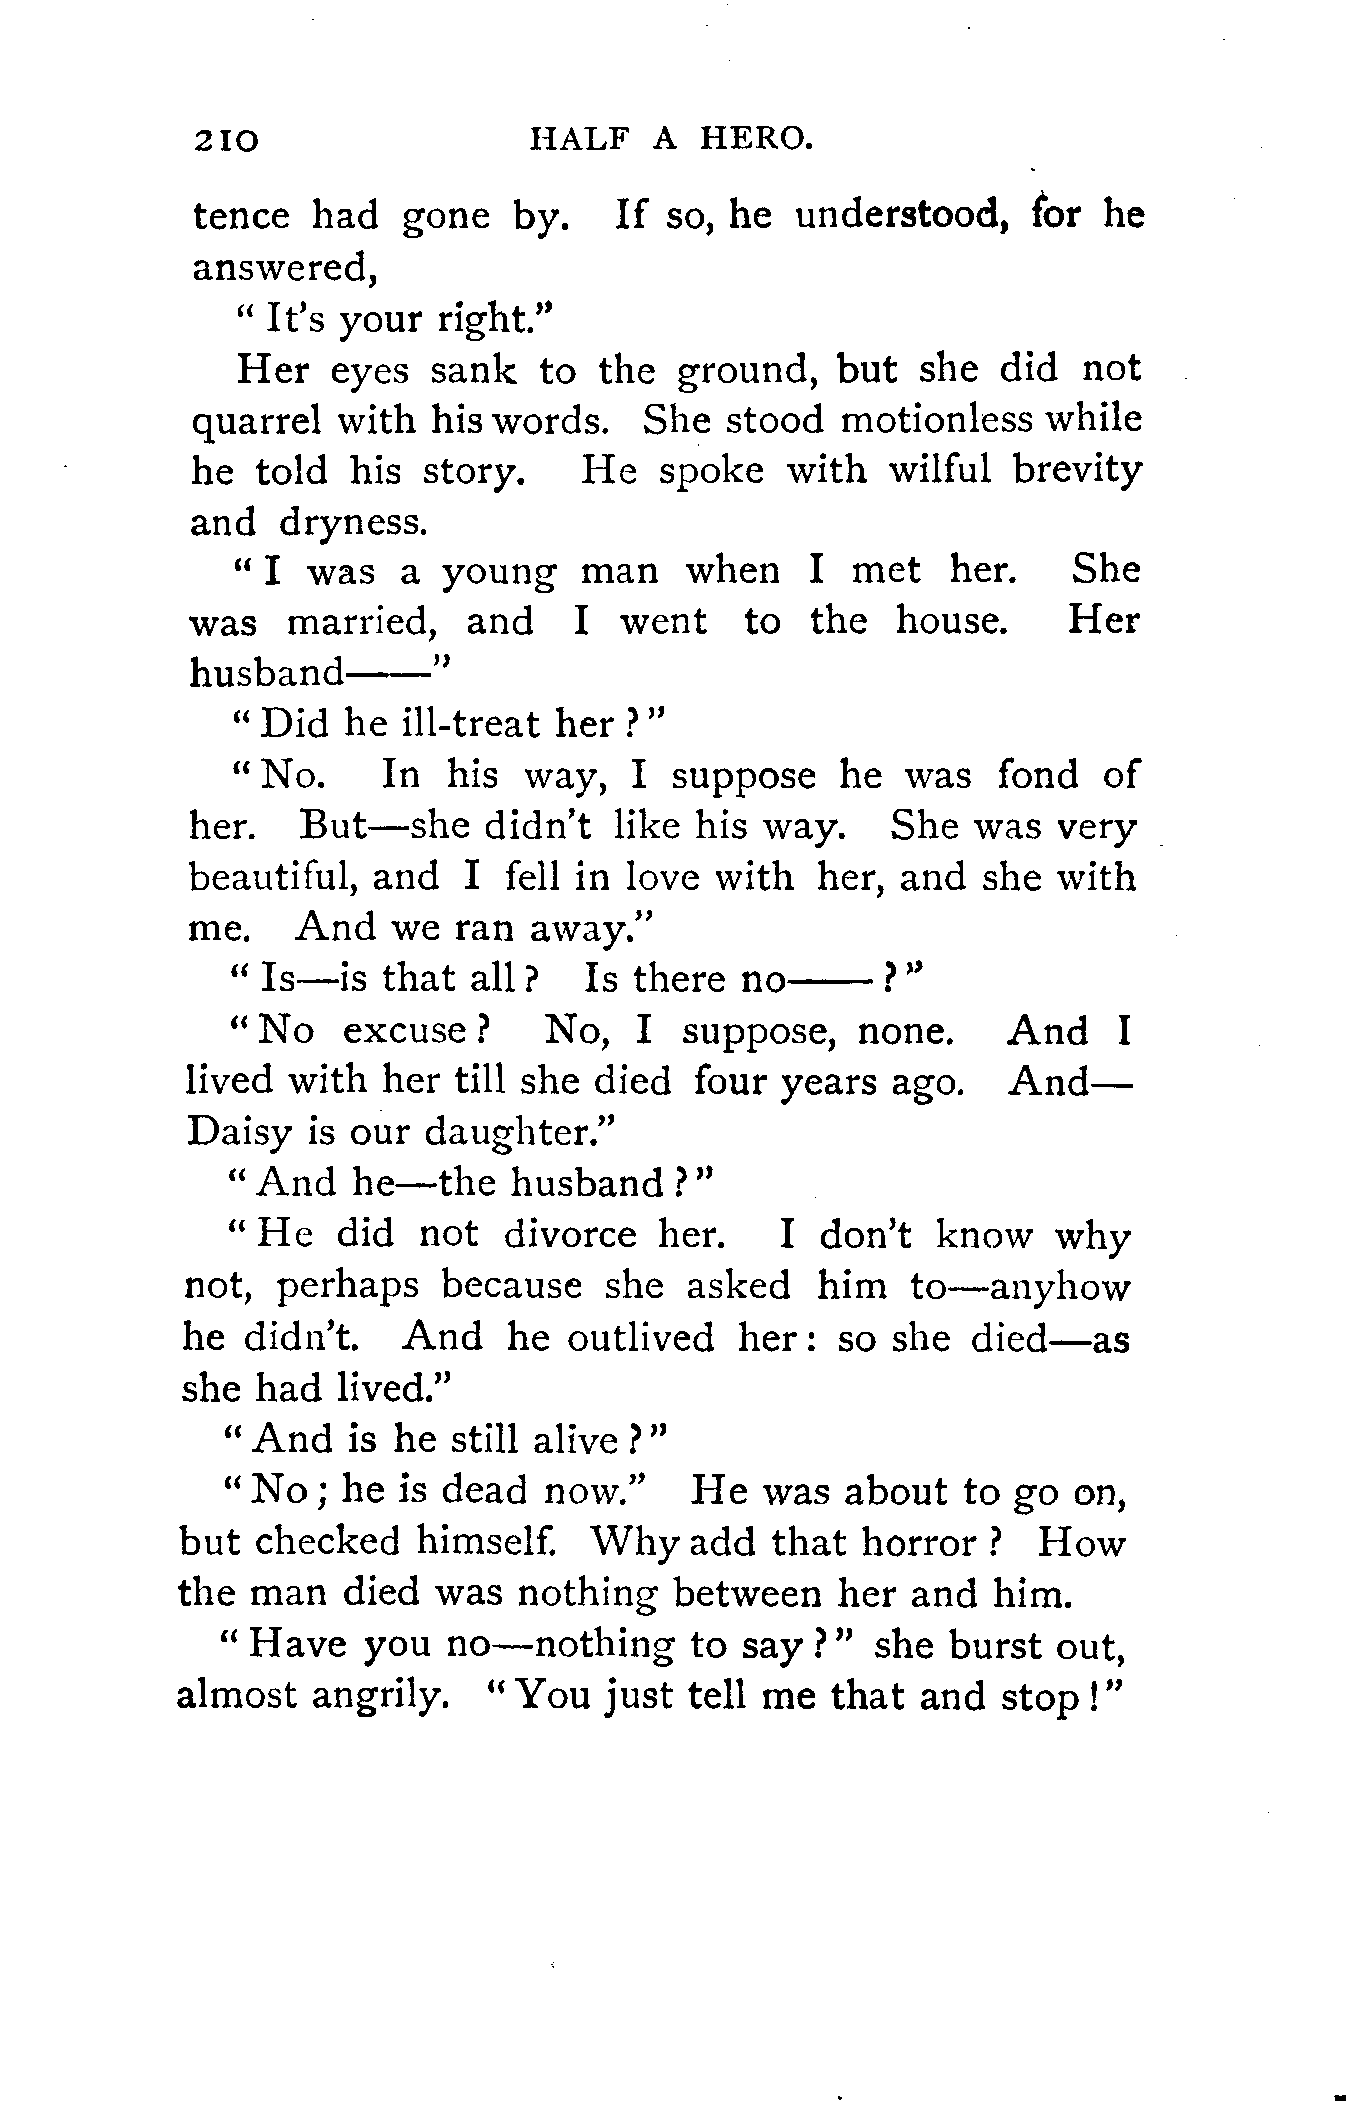 210 HALF A HERO.
tence had gone by. If so, he understood, for he
answered,
" It's your right."
Her eyes sank to the ground, but she did not
quarrel with his words. She stood motionless while
he told his story. He spoke with wilful brevity
and dryness.
" I was a young man when I met her. She
was married, and I went to the house. Her
husband——"
" Did he ill-treat her ? "
" No. In his way, I suppose he was fond of
her. But—she didn't like his way. She was very
beautiful, and I fell in love with her, and she with
me. And we ran away."
" Is—is that all ? Is there no—— ? "
" No excuse ? No, I suppose, none. And I
lived with her till she died four years ago. And—
Daisy is our daughter."
" And he—the husband ? "
" He did not divorce her. I don't know why
not, perhaps because she asked him to—anyhow
he didn't. And he outlived her : so she died—as
she had lived."
" And is he still alive ? "
" No ; he is dead now." He was about to go on,
but checked himself. Why add that horror ? How
the man died was nothing between her and him.
" Have you no—nothing to say ? " she burst out,
almost angrily. " You just tell me that and stop ! "